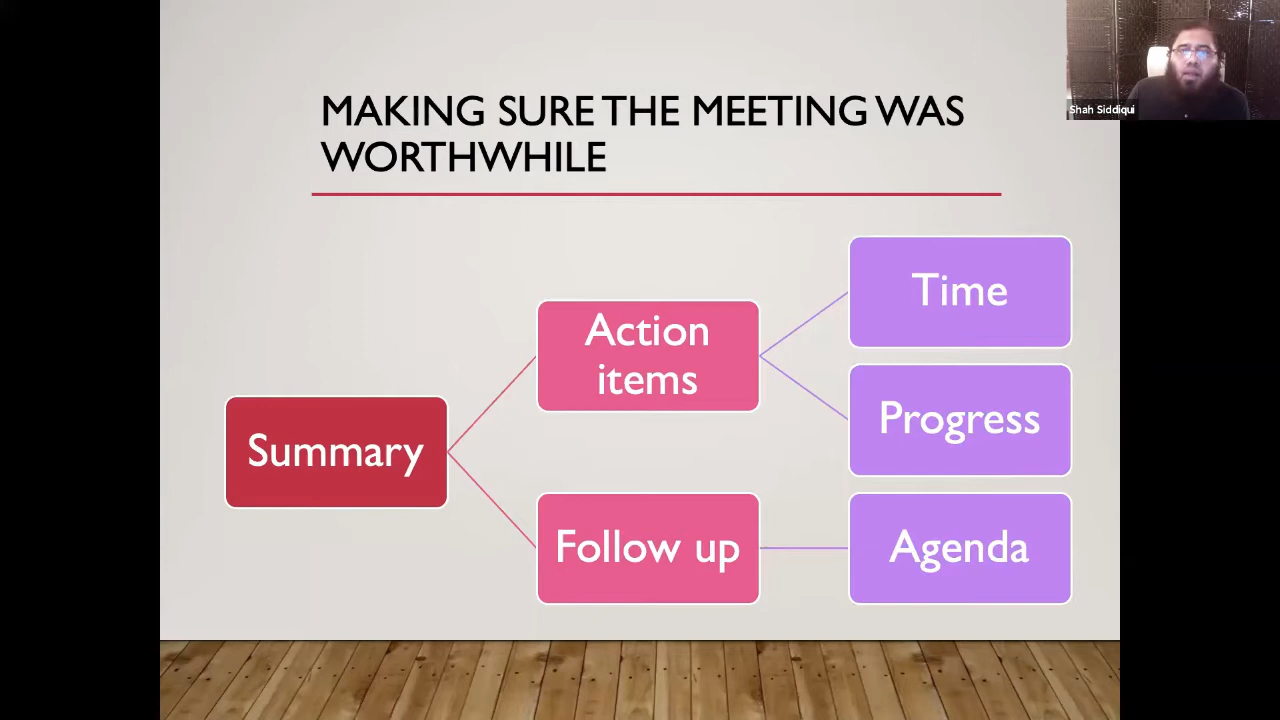 MAKING SURE THE MEETING WAS
WORTHWHILE
Shah Siddiqui
Summary
Action
items
Follow up
Time
Progress
Agenda